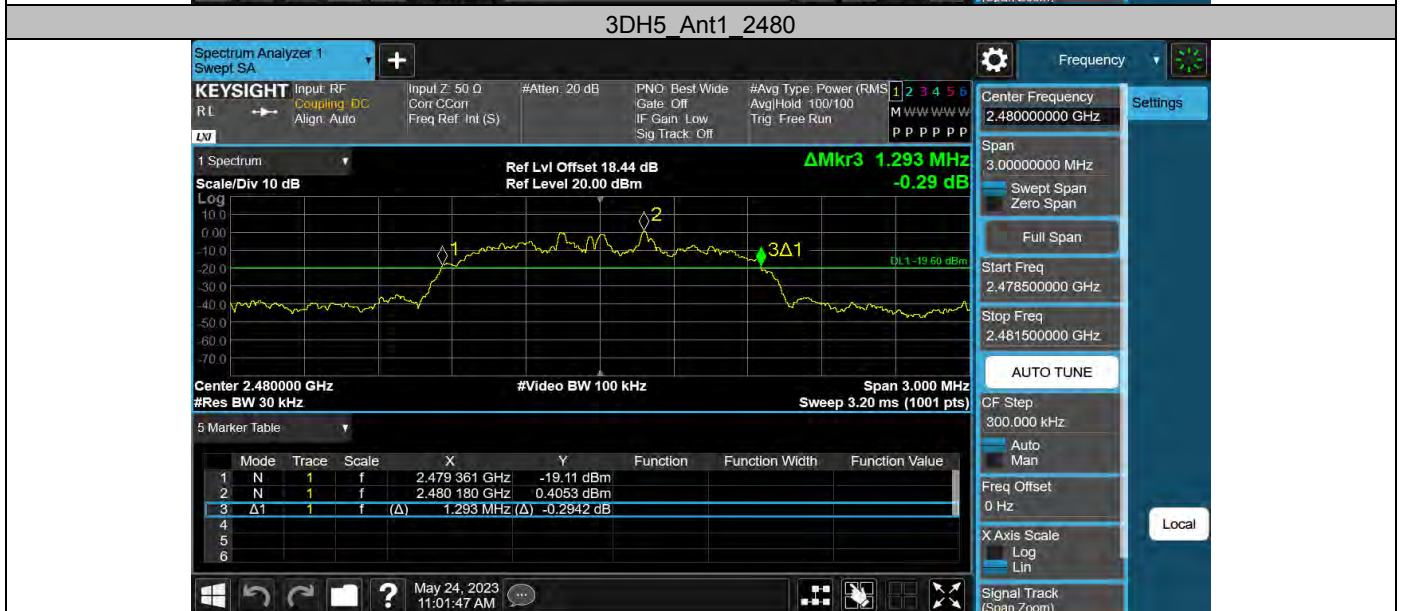 (Span Zoom)
3DH5_Ant1_2480
Spectrum Analyzer 1
Swept SA
+
Frequency
KEYSIGHT
RL
LXI
Input: RF
Coupling: DC
Align: Auto
Input Z: 50 Ω
Corr CCorr
Freq Ref: Int (S)
#Atten: 20 dB
PNO: Best Wide
Gate: Off
IF Gain: Low
Sig Track: Off
#Avg Type: Power (RMS
Avg|Hold: 100/100
Trig: Free Run
1 2 3 4 5 6
M W W W W W
P P P P P P
Center Frequency
2.480000000 GHz
Settings
Span
3.00000000 MHz
Swept Span
Zero Span
Full Span
Start Freq
2.478500000 GHz
Stop Freq
2.481500000 GHz
AUTO TUNE
CF Step
300.000 kHz
Auto
Man
Freq Offset
0 Hz
Local
X Axis Scale
Log
Lin
Signal Track
(Span Zoom)
1 Spectrum
Scale/Div 10 dB
Ref Lvl Offset 18.44 dB
Ref Level 20.00 dBm
ΔMkr3 1.293 MHz
-0.29 dB
Log
10.0
0.00
-10.0
-20.0
-30.0
-40.0
-50.0
-60.0
-70.0
1
2
3Δ1
DL1 -19.60 dBm
Center 2.480000 GHz
#Video BW 100 kHz
Span 3.000 MHz
#Res BW 30 kHz
Sweep 3.20 ms (1001 pts)
5 Marker Table
Mode Trace Scale X Y Function Function Width Function Value
1 N 1 f 2.479 361 GHz -19.11 dBm
2 N 1 f 2.480 180 GHz 0.4053 dBm
3 Δ1 1 f (Δ) 1.293 MHz (Δ) -0.2942 dB
4
5
6
?
May 24, 2023
11:01:47 AM